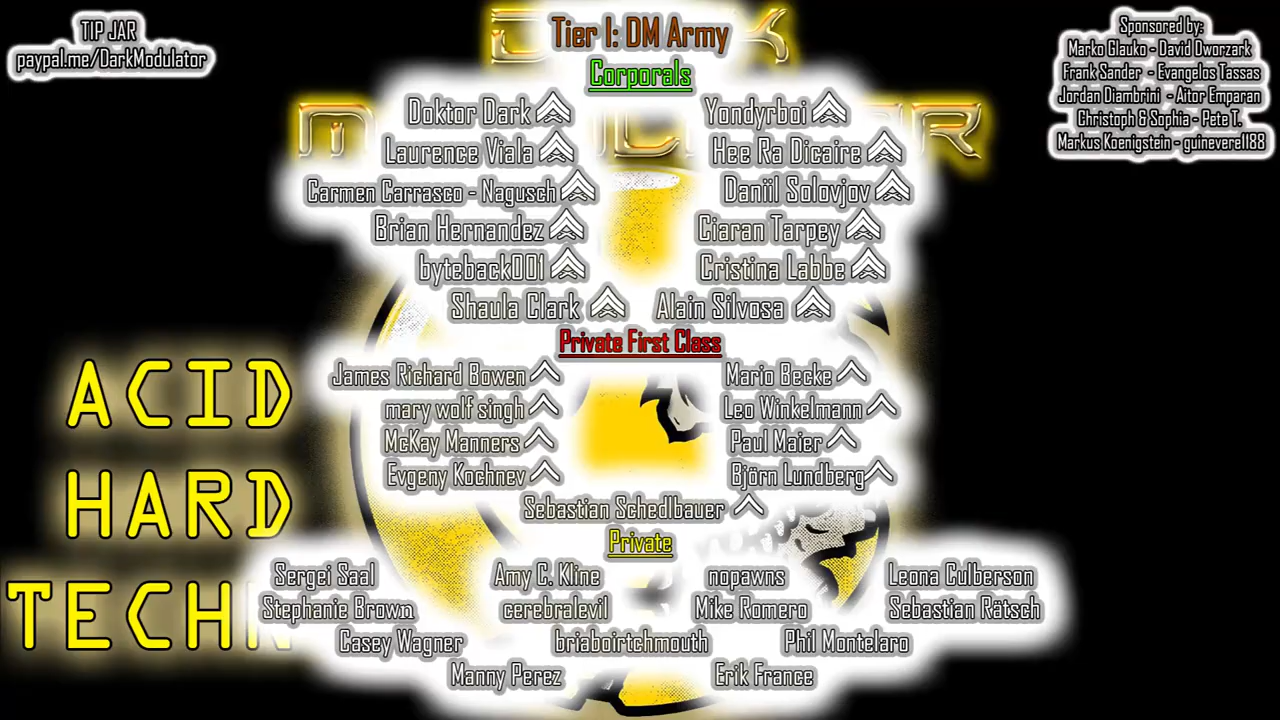 TIP JAR
paypal.me/DarkModulator
Sponsored by:
Marko Glauko - David Dworzark
Frank Sander - Evangelos Tassas
Jordan Diambrini - Aitor Emparan
Christoph & Sophia - Pete T.
Markus Koenigstein - guinevere1188
Tier 1: DM Army
Corporals
Doktor Dark Yondyrboi
Laurence Viala Hee Ra Dicaire
Carmen Carrasco - Nagusch Daniil Solovjov
Brian Hernandez Ciaran Tarpey
byteback001 Cristina Labbe
Shaula Clark Alain Silvosa
Private First Class
James Richard Bowen Mario Becke
mary wolf singh Leo Winkelmann
McKay Manners Paul Maier
Evgeny Kochnev Björn Lundberg
Sebastian Schedlbauer
Private
Sergei Saal Amy C. Kline nopawns Leona Culberson
Stephanie Brown cerebralevil Mike Romero Sebastian Rätsch
Casey Wagner briaboirtchmouth Phil Montelaro
Manny Perez Erik France
ACID
HARD